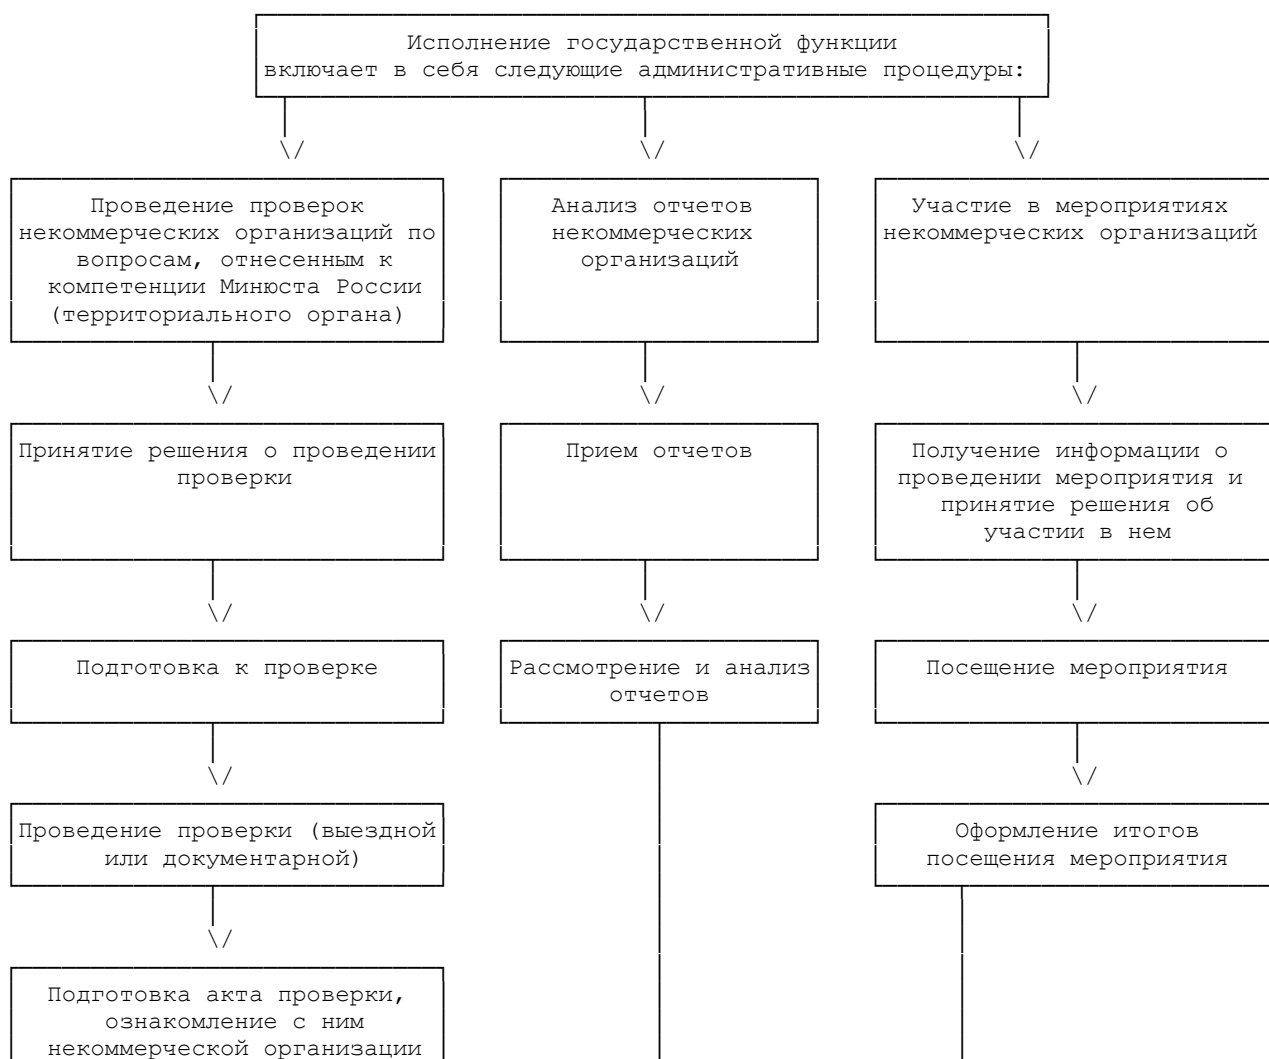 Исполнение государственной функции
включает в себя следующие административные процедуры:
Проведение проверок
некоммерческих организаций по
вопросам, отнесенным к
компетенции Минюста России
(территориального органа)
Анализ отчетов
некоммерческих
организаций
Участие в мероприятиях
некоммерческих организаций
Принятие решения о проведении
проверки
Прием отчетов
Получение информации о
проведении мероприятия и
принятие решения об
участии в нем
Подготовка к проверке
Рассмотрение и анализ
отчетов
Посещение мероприятия
Проведение проверки (выездной
или документарной)
Оформление итогов
посещения мероприятия
Подготовка акта проверки,
ознакомление с ним
некоммерческой организации